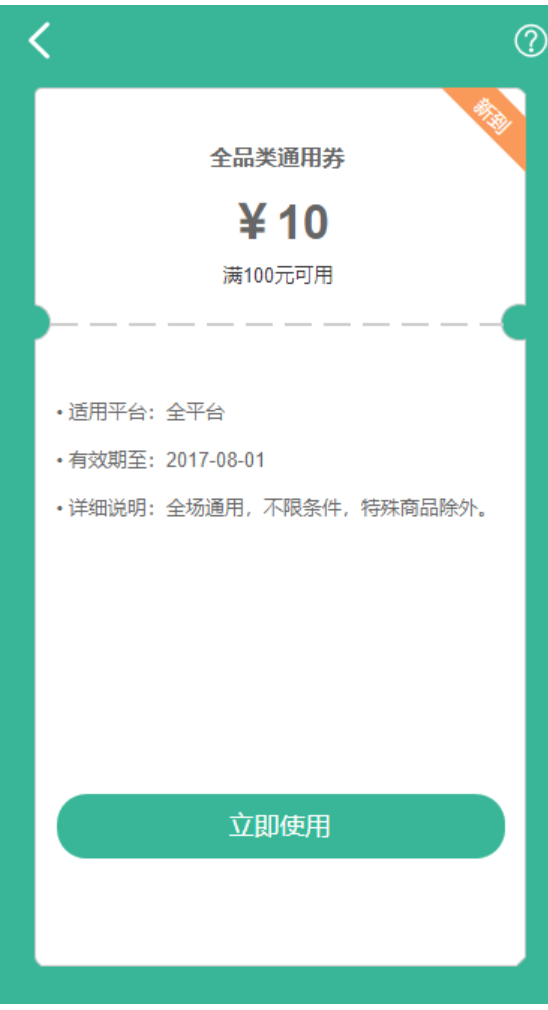 新到
全品类通用券
¥ 10
满100元可用
• 适用平台：全平台
• 有效期至：2017-08-01
• 详细说明：全场通用，不限条件，特殊商品除外。
立即使用